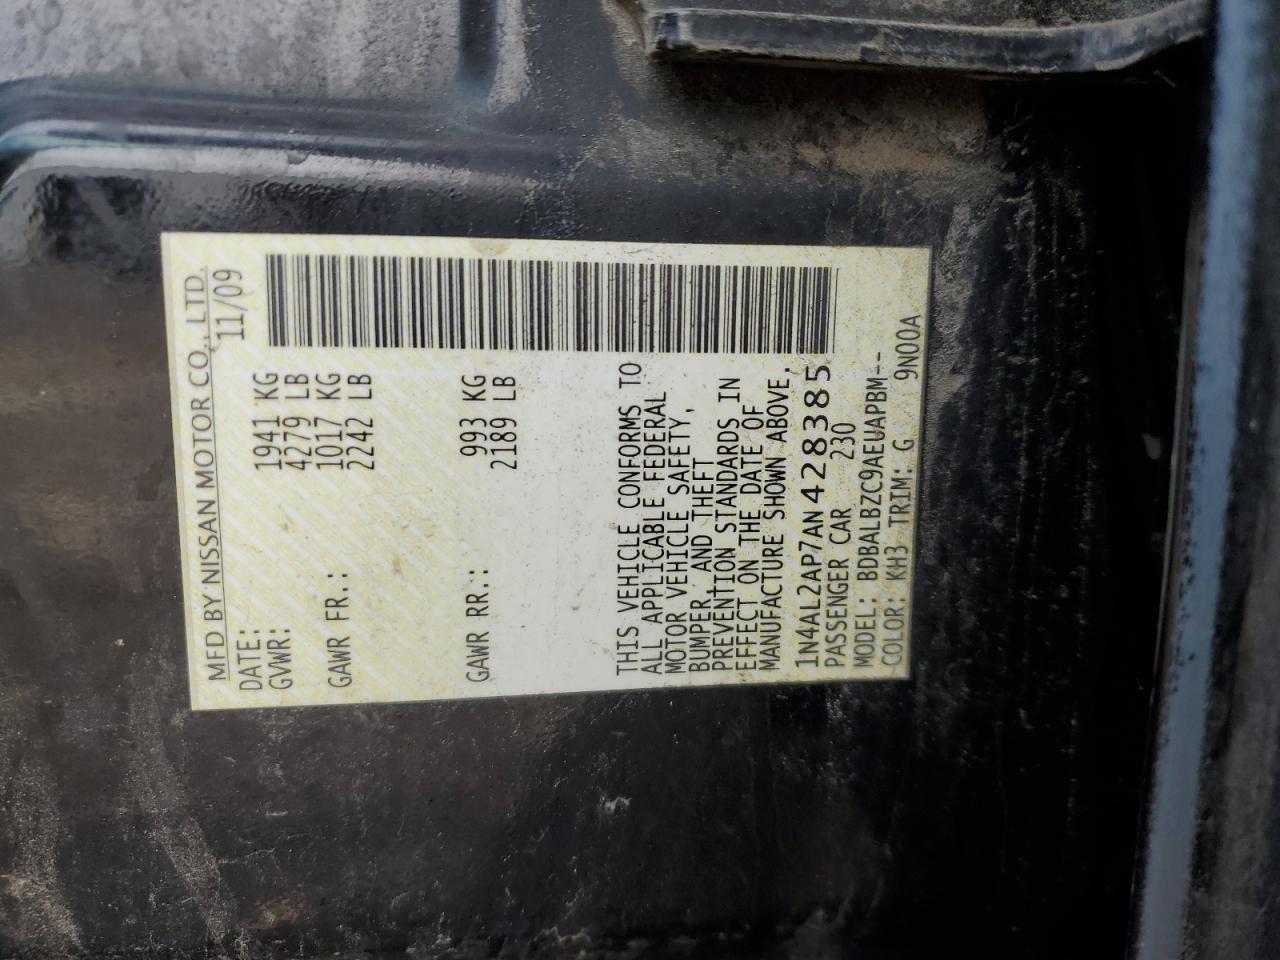 MFD BY NISSAN MOTOR CO., LTD.
DATE: 11/09
GVWR: 1941 KG
4279 LB
GAWR FR.: 1017 KG
2242 LB
GAWR RR.: 993 KG
2189 LB
THIS VEHICLE CONFORMS TO
ALL APPLICABLE FEDERAL
MOTOR VEHICLE SAFETY,
BUMPER, AND THEFT
PREVENTION STANDARDS IN
EFFECT ON THE DATE OF
MANUFACTURE SHOWN ABOVE.
1N4AL2AP7AN428385
PASSENGER CAR 230
MODEL: BDBALBZC9AEUAPBM--
COLOR: KH3 TRIM: G 9N00A